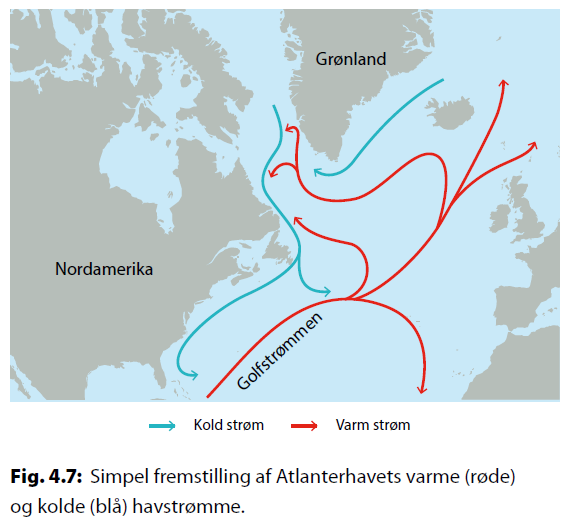 Grønland
Nordamerika
Golfstrømmen
Kold strøm
Varm strøm
Fig. 4.7: Simpel fremstilling af Atlanterhavets varme (røde)
og kolde (blå) havstrømme.